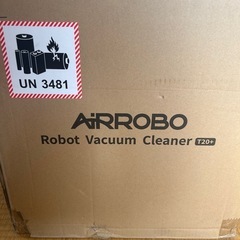 UN 3481
AiRROBO
Robot Vacuum Cleaner T20+